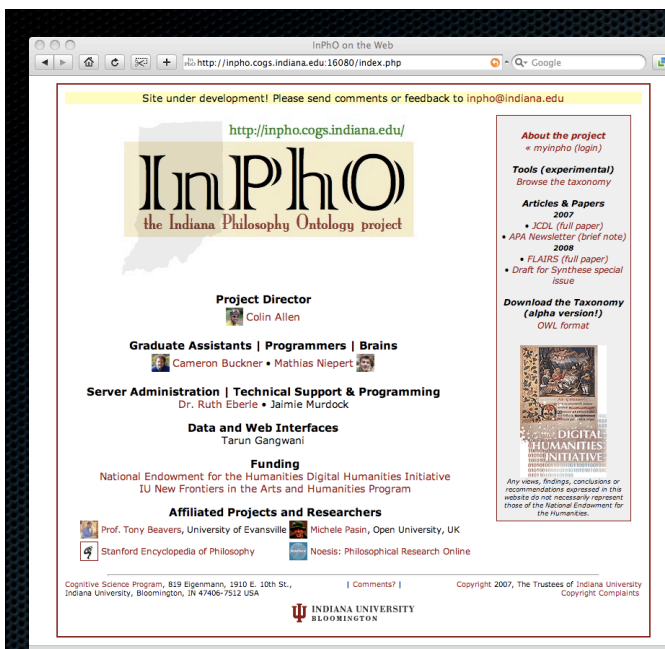 InPhO on the Web
http://inpho.cogs.indiana.edu:16080/index.php
Google
Site under development! Please send comments or feedback to inpho@indiana.edu
http://inpho.cogs.indiana.edu/
InPhO
the Indiana Philosophy Ontology project
Project Director
Colin Allen
Graduate Assistants | Programmers | Brains
Cameron Buckner • Mathias Niepert
Server Administration | Technical Support & Programming
Dr. Ruth Eberle • Jaimie Murdock
Data and Web Interfaces
Tarun Gangwani
Funding
National Endowment for the Humanities Digital Humanities Initiative
IU New Frontiers in the Arts and Humanities Program
Affiliated Projects and Researchers
Prof. Tony Beavers, University of Evansville
Michele Pasin, Open University, UK
Stanford Encyclopedia of Philosophy
Noesis: Philosophical Research Online
About the project
« myinpho (login)
Tools (experimental)
Browse the taxonomy
Articles & Papers
2007
• JCDL (full paper)
• APA Newsletter (brief note)
2008
• FLAIRS (full paper)
• Draft for Synthese special
issue
Download the Taxonomy
(alpha version!)
OWL format
DIGITAL
HUMANITIES
INITIATIVE
Any views, findings, conclusions or
recommendations expressed in this
website do not necessarily represent
those of the National Endowment for
the Humanities.
Cognitive Science Program, 819 Eigenmann, 1910 E. 10th St.,
Indiana University, Bloomington, IN 47406-7512 USA
| Comments? |
Copyright 2007, The Trustees of Indiana University
Copyright Complaints
INDIANA UNIVERSITY
BLOOMINGTON